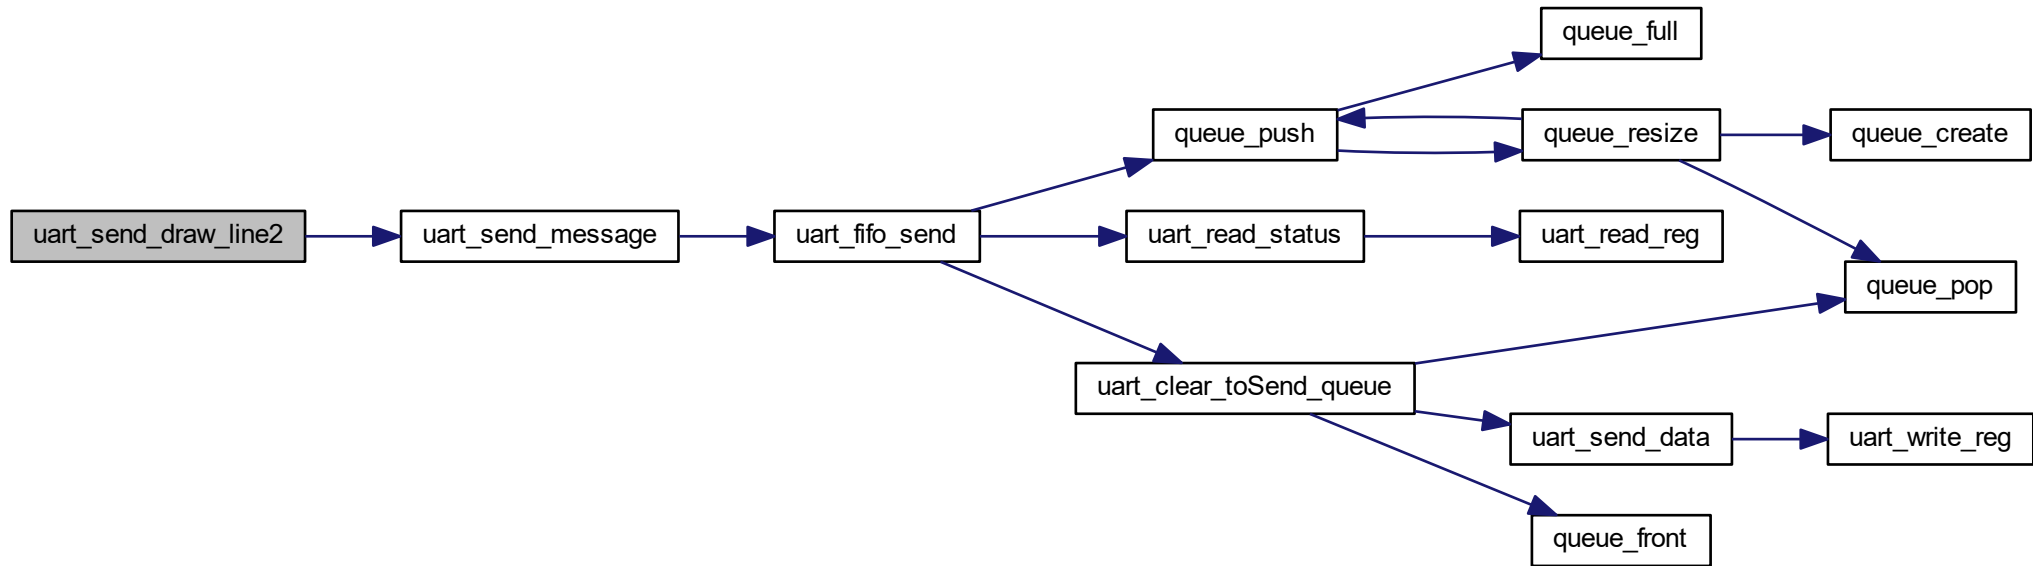 queue_full
queue_push
queue_resize
queue_create
uart_send_draw_line2
uart_send_message
uart_fifo_send
uart_read_status
uart_read_reg
queue_pop
uart_clear_toSend_queue
uart_send_data
uart_write_reg
queue_front